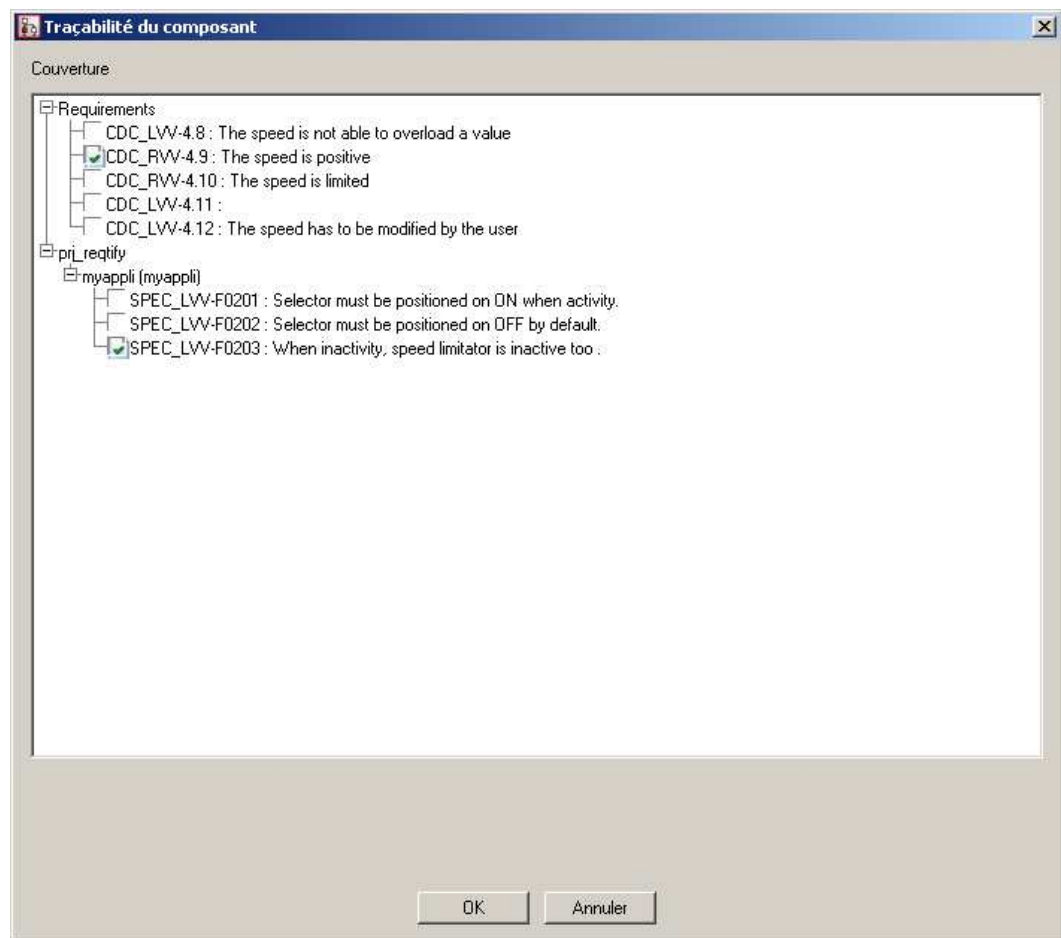 Traçabilité du composant
Couverture
Requirements
CDC_LVV-4.8 : The speed is not able to overload a value
CDC_RVV-4.9 : The speed is positive
CDC_RVV-4.10 : The speed is limited
CDC_LVV-4.11 :
CDC_LVV-4.12 : The speed has to be modified by the user
prj_reqtify
myappli (myappli)
SPEC_LVV-F0201 : Selector must be positioned on ON when activity.
SPEC_LVV-F0202 : Selector must be positioned on OFF by default.
SPEC_LVV-F0203 : When inactivity, speed limitator is inactive too .
OK Annuler